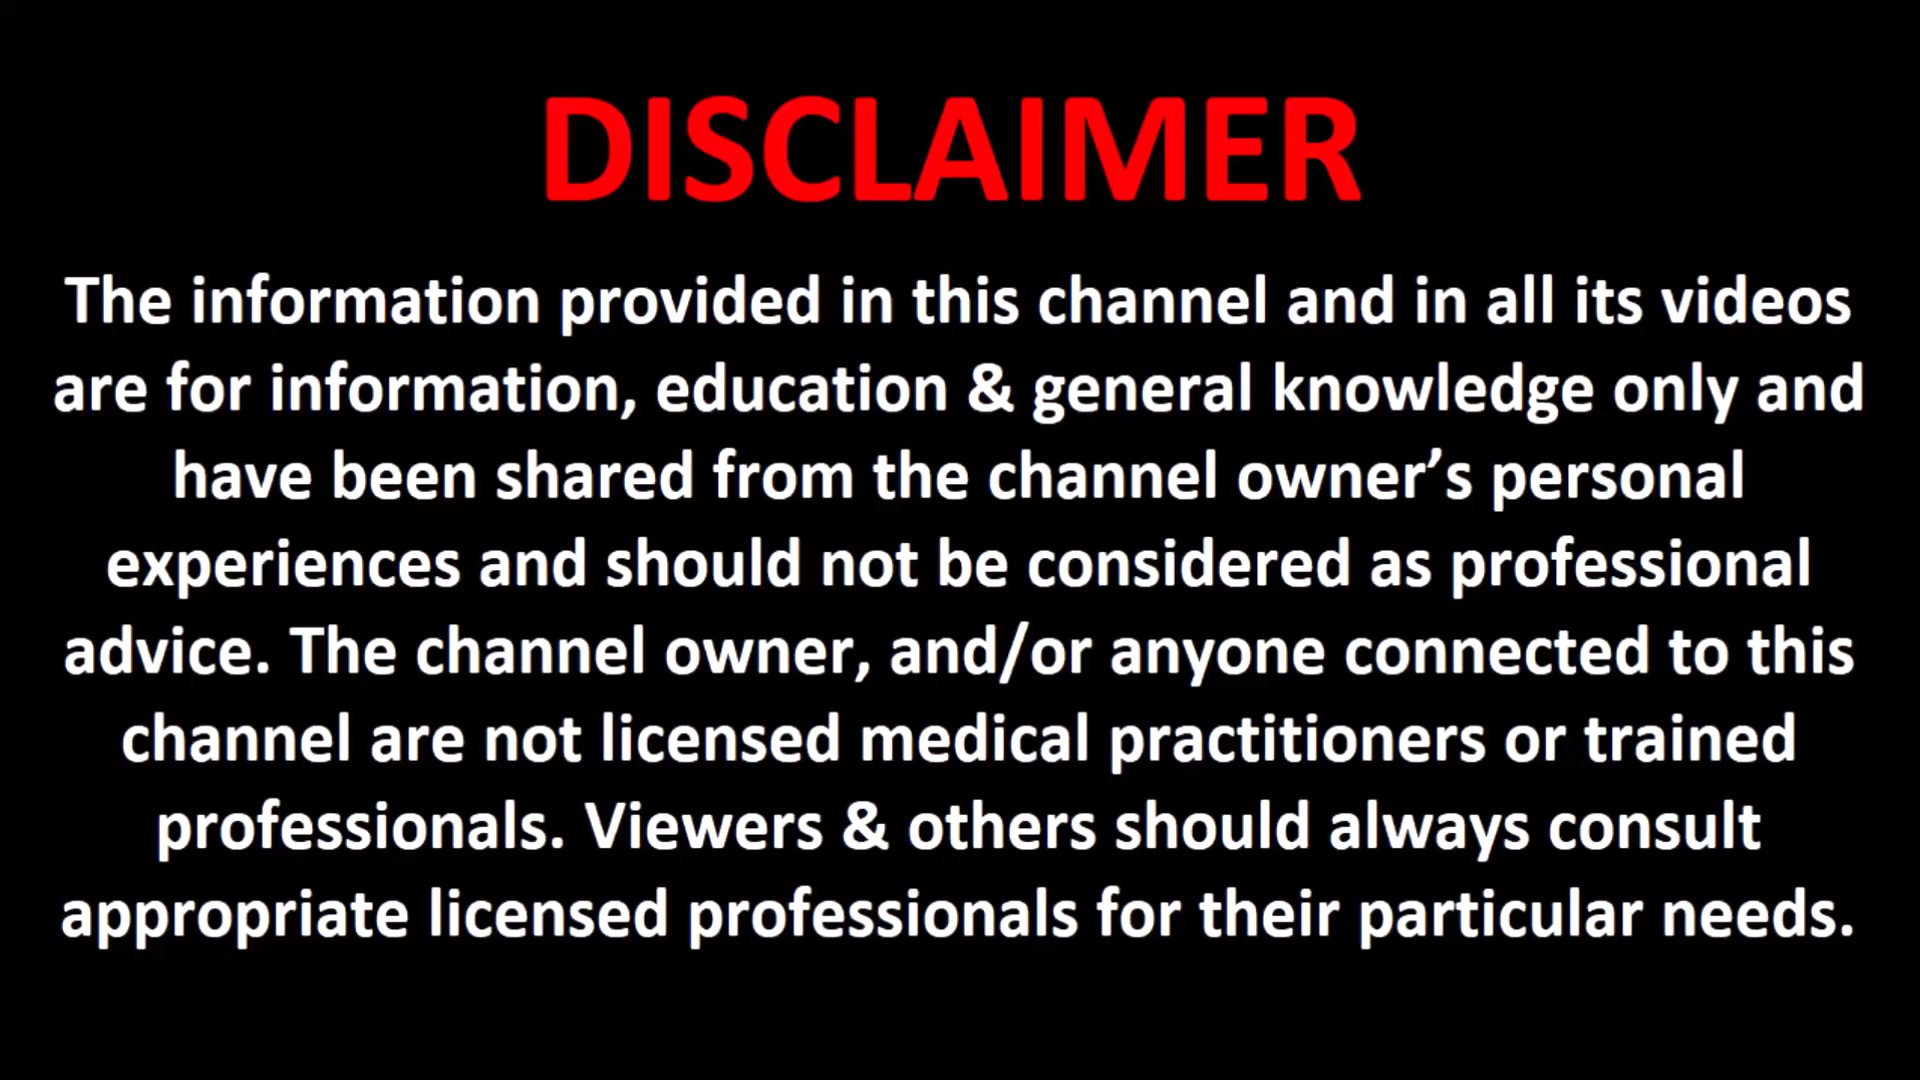 DISCLAIMER
The information provided in this channel and in all its videos
are for information, education & general knowledge only and
have been shared from the channel owner’s personal
experiences and should not be considered as professional
advice. The channel owner, and/or anyone connected to this
channel are not licensed medical practitioners or trained
professionals. Viewers & others should always consult
appropriate licensed professionals for their particular needs.